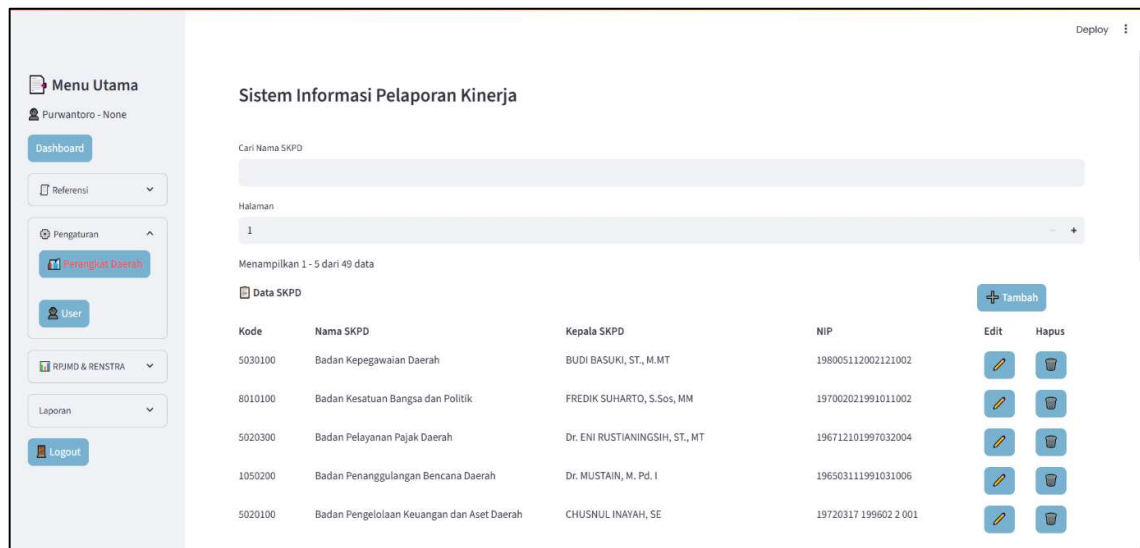 Deploy
Menu Utama
Purwantoro - None
Dashboard
Referensi
Pengaturan
Perangkat Daerah
User
RPJMD & RENSTRA
Laporan
Logout
Sistem Informasi Pelaporan Kinerja
Cari Nama SKPD
Halaman
1 - +
Menampilkan 1 - 5 dari 49 data
Data SKPD
Tambah
Kode Nama SKPD Kepala SKPD NIP Edit Hapus
5030100 Badan Kepegawaian Daerah BUDI BASUKI, ST., M.MT 198005112002121002
8010100 Badan Kesatuan Bangsa dan Politik FREDIK SUHARTO, S.Sos, MM 197002021991011002
5020300 Badan Pelayanan Pajak Daerah Dr. ENI RUSTIANINGSIH, ST., MT 196712101997032004
1050200 Badan Penanggulangan Bencana Daerah Dr. MUSTAIN, M. Pd. I 196503111991031006
5020100 Badan Pengelolaan Keuangan dan Aset Daerah CHUSNUL INAYAH, SE 19720317 199602 2 001